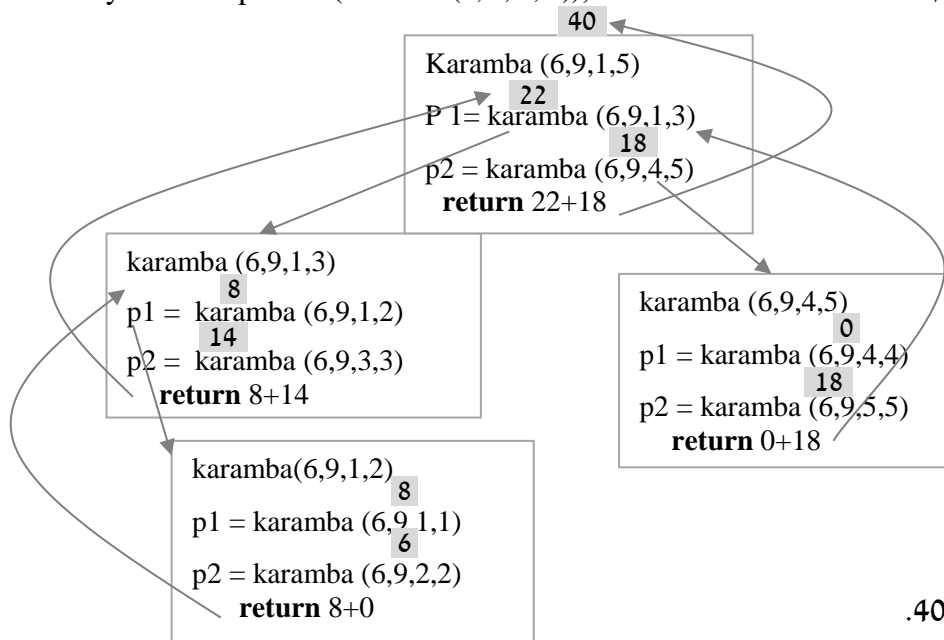 40
Karamba (6,9,1,5)
22
P 1= karamba (6,9,1,3)
18
p2 = karamba (6,9,4,5)
return 22+18
karamba (6,9,1,3)
8
p1 = karamba (6,9,1,2)
14
p2 = karamba (6,9,3,3)
return 8+14
karamba (6,9,4,5)
0
p1 = karamba (6,9,4,4)
18
p2 = karamba (6,9,5,5)
return 0+18
karamba(6,9,1,2)
8
p1 = karamba (6,9,1,1)
6
p2 = karamba (6,9,2,2)
return 8+0
.40